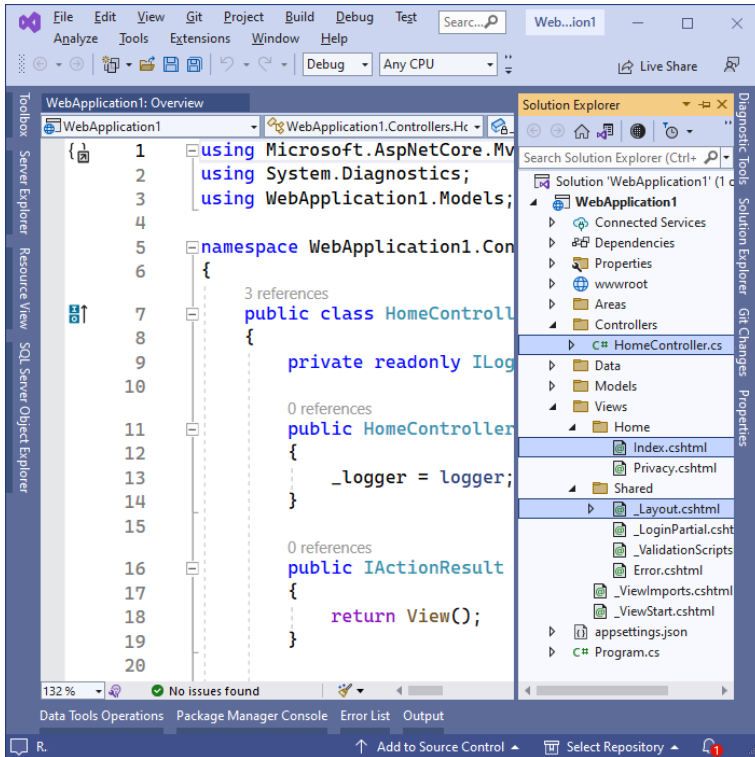 File Edit View Git Project Build Debug Test Searc... Web...ion1
Analyze Tools Extensions Window Help
Debug Any CPU Live Share
Toolbox
Server Explorer
Resource View
SQL Server Object Explorer
WebApplication1: Overview
WebApplication1 WebApplication1.Controllers.Hc
1 using Microsoft.AspNetCore.Mv
2 using System.Diagnostics;
3 using WebApplication1.Models;
4
5 namespace WebApplication1.Con
6 {
3 references
7 public class HomeControll
8 {
9 private readonly ILog
10
0 references
11 public HomeController
12 {
13 _logger = logger;
14 }
15
0 references
16 public IActionResult
17 {
18 return View();
19 }
20
132 % No issues found
Solution Explorer
Search Solution Explorer (Ctrl+
Solution 'WebApplication1' (1 c
WebApplication1
Connected Services
Dependencies
Properties
wwwroot
Areas
Controllers
C# HomeController.cs
Data
Models
Views
Home
Index.cshtml
Privacy.cshtml
Shared
_Layout.cshtml
_LoginPartial.csht
_ValidationScripts
Error.cshtml
_ViewImports.cshtml
_ViewStart.cshtml
appsettings.json
C# Program.cs
Diagnostic Tools
Solution Explorer
Git Changes
Properties
Data Tools Operations Package Manager Console Error List Output
R. Add to Source Control Select Repository 1